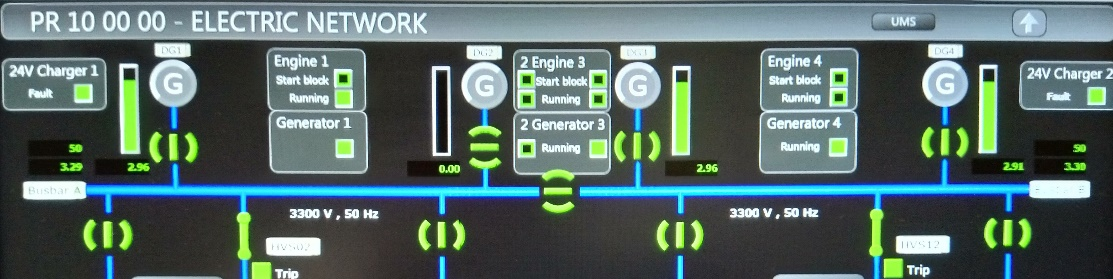 PR 10 00 00 - ELECTRIC NETWORK
UMS
DG1
DG2
DG3
DG4
24V Charger 1
Fault
G
Engine 1
Start block
Running
Generator 1
G
2 Engine 3
Start block
Running
2 Generator 3
Running
G
Engine 4
Start block
Running
Generator 4
Running
G
24V Charger 2
Fault
50
3.29
2.96
0.00
2.96
2.91
50
3.30
Busbar A
3300 V , 50 Hz
3300 V , 50 Hz
HVS02
Trip
HVS12
Trip